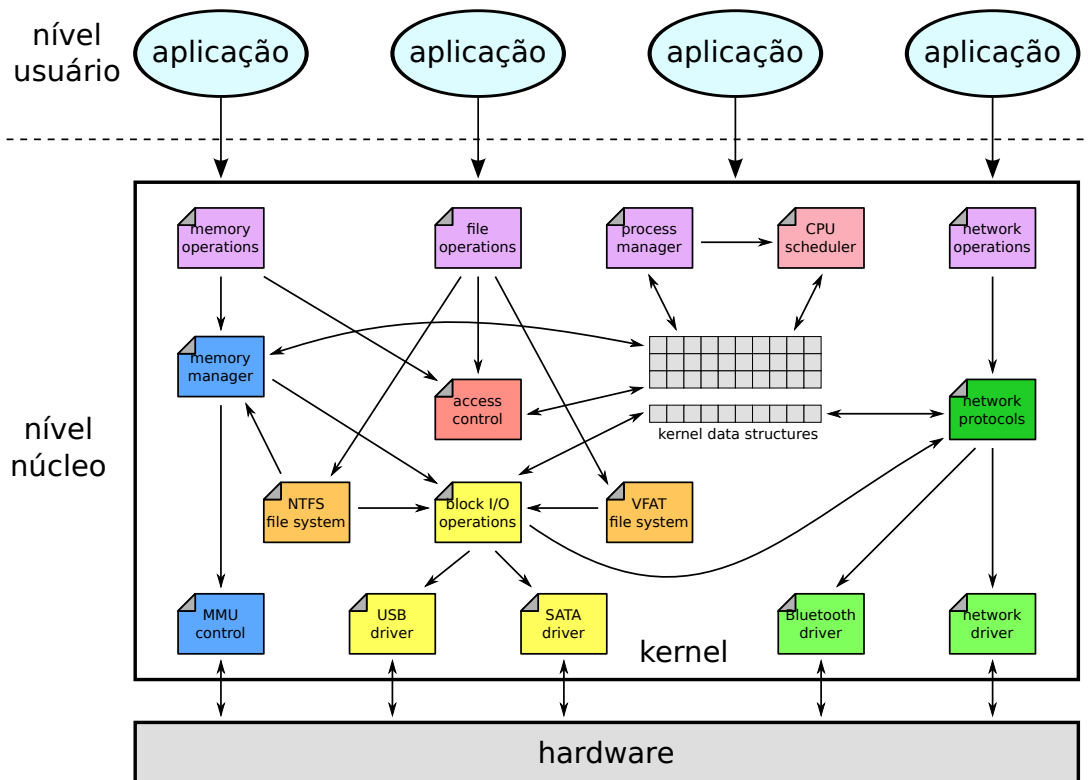 nível
usuário
aplicação
aplicação
aplicação
aplicação
memory
operations
file
operations
process
manager
CPU
scheduler
network
operations
memory
manager
access
control
kernel data structures
network
protocols
nível
núcleo
NTFS
file system
block I/O
operations
VFAT
file system
MMU
control
USB
driver
SATA
driver
Bluetooth
driver
network
driver
kernel
hardware